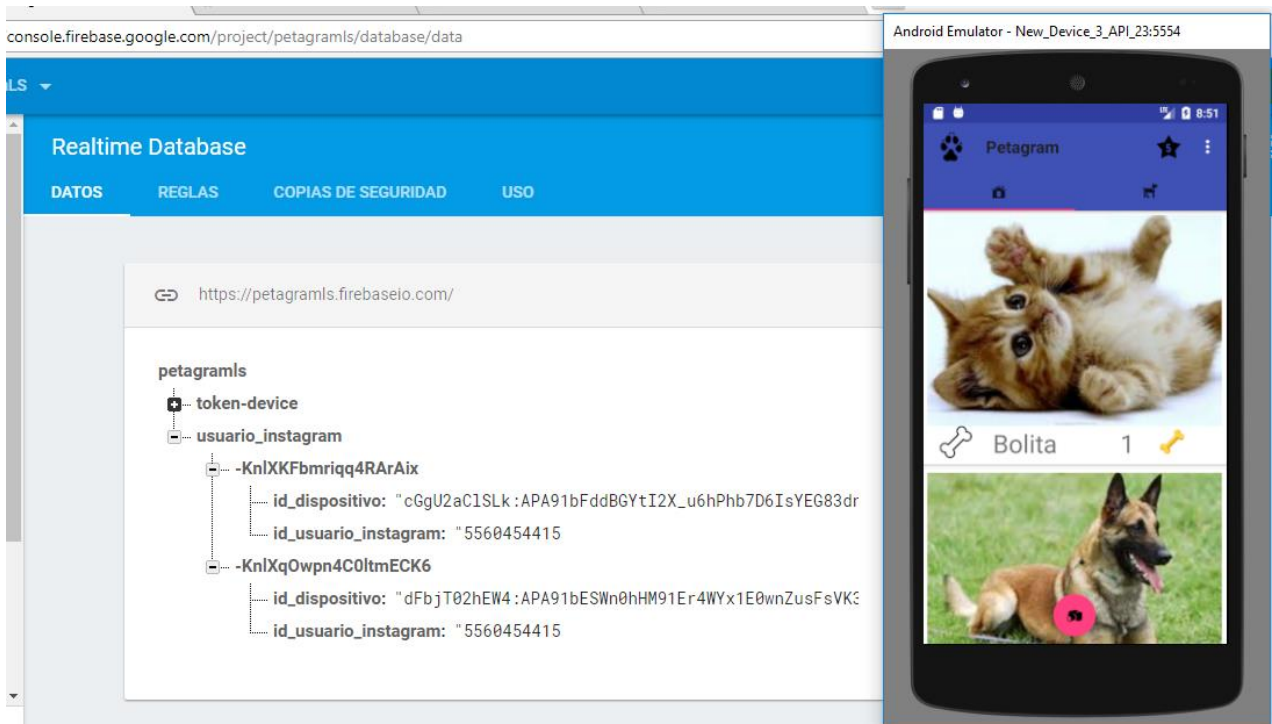 console.firebase.google.com/project/petagramls/database/data
LS
Realtime Database
DATOS REGLAS COPIAS DE SEGURIDAD USO
https://petagramls.firebaseio.com/
petagramls
token-device
usuario_instagram
-KnlXKFbmriqq4RArAix
id_dispositivo: "cGgU2aClSLk:APA91bFddBGYtI2X_u6hPhb7D6IsYEG83dr
id_usuario_instagram: "5560454415
-KnlXqOwpn4C0ltmECK6
id_dispositivo: "dFbjT02hEW4:APA91bESWn0hHM91Er4WYx1E0wnZusFsVK3
id_usuario_instagram: "5560454415
Android Emulator - New_Device_3_API_23:5554
8:51
Petagram
Bolita 1